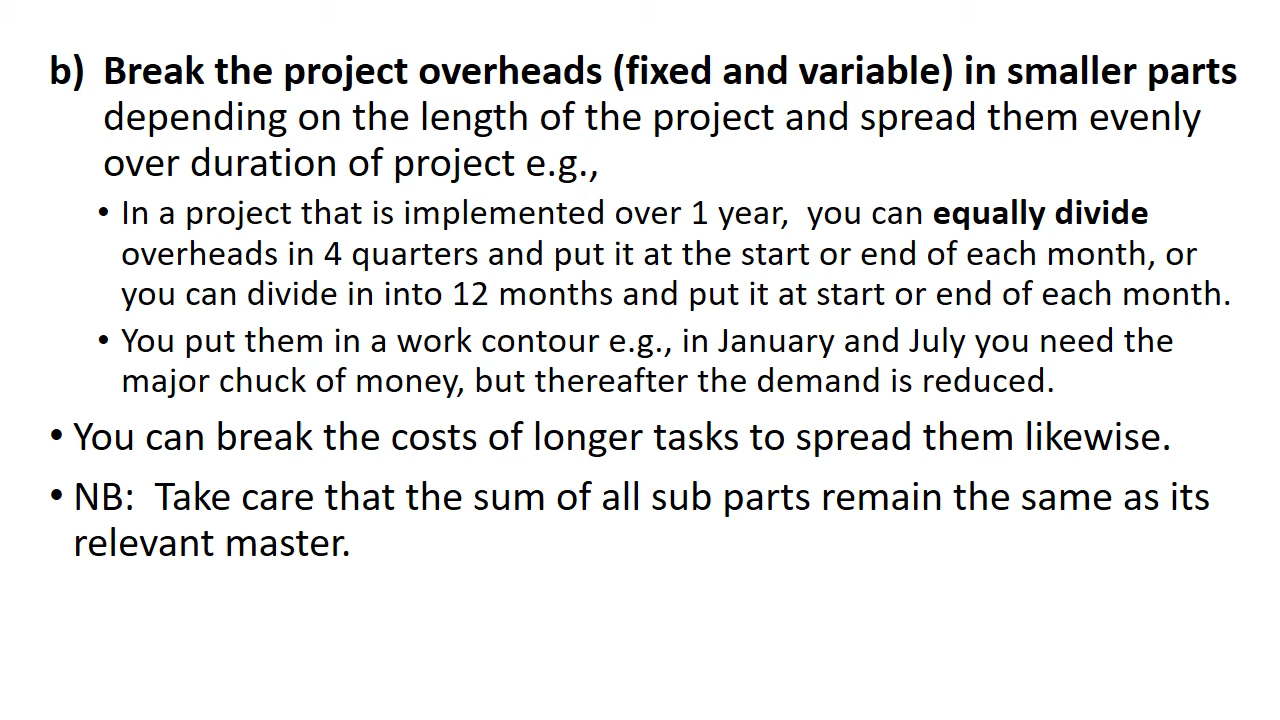 b) Break the project overheads (fixed and variable) in smaller parts
depending on the length of the project and spread them evenly
over duration of project e.g.,
• In a project that is implemented over 1 year,  you can equally divide
overheads in 4 quarters and put it at the start or end of each month, or
you can divide in into 12 months and put it at start or end of each month.
• You put them in a work contour e.g., in January and July you need the
major chuck of money, but thereafter the demand is reduced.
• You can break the costs of longer tasks to spread them likewise.
• NB:  Take care that the sum of all sub parts remain the same as its
relevant master.